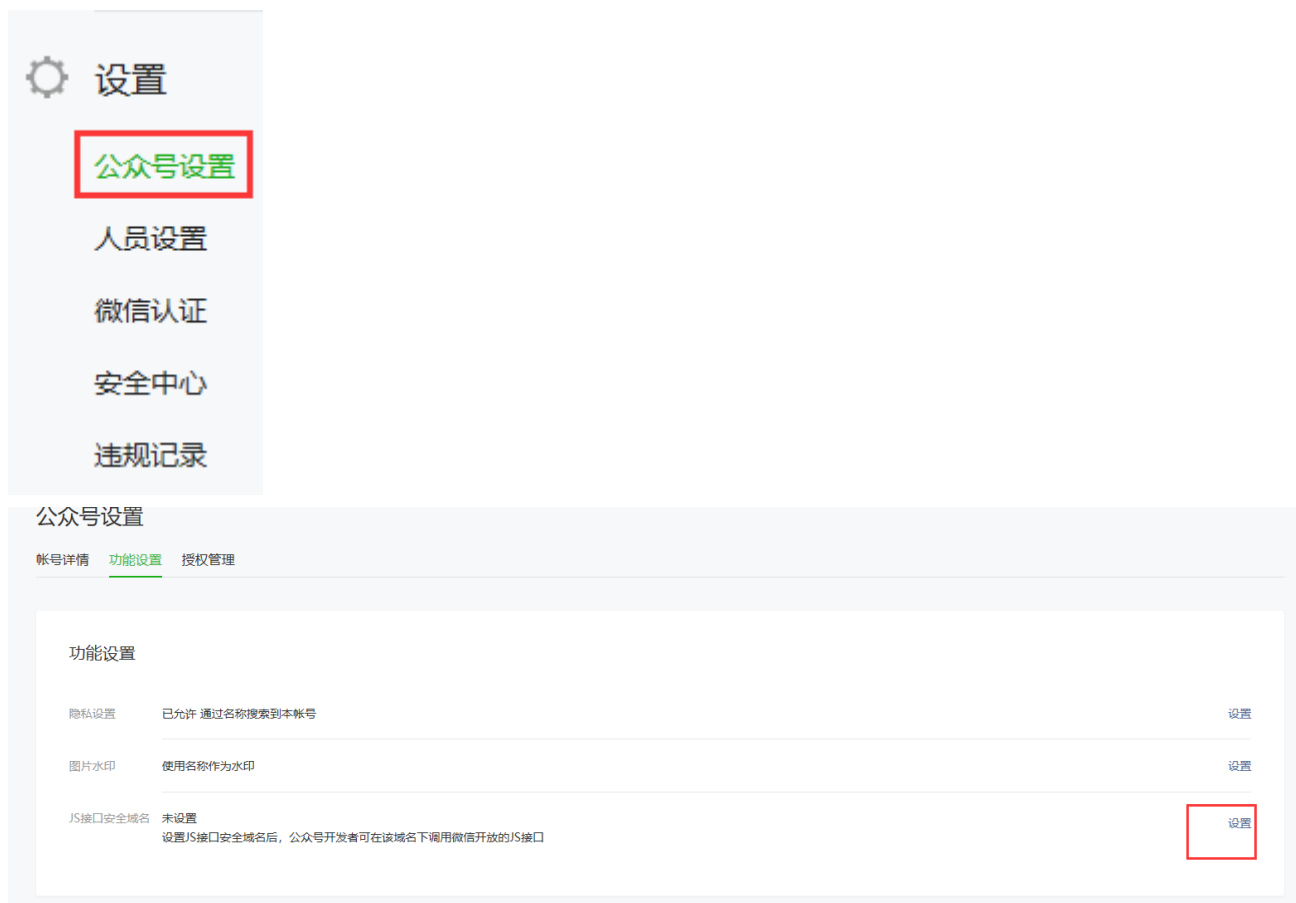 设置
公众号设置
人员设置
微信认证
安全中心
违规记录
公众号设置
帐号详情 功能设置 授权管理
功能设置
隐私设置 已允许 通过名称搜索到本帐号 设置
图片水印 使用名称作为水印 设置
JS接口安全域名 未设置 设置
设置JS接口安全域名后，公众号开发者可在该域名下调用微信开放的JS接口